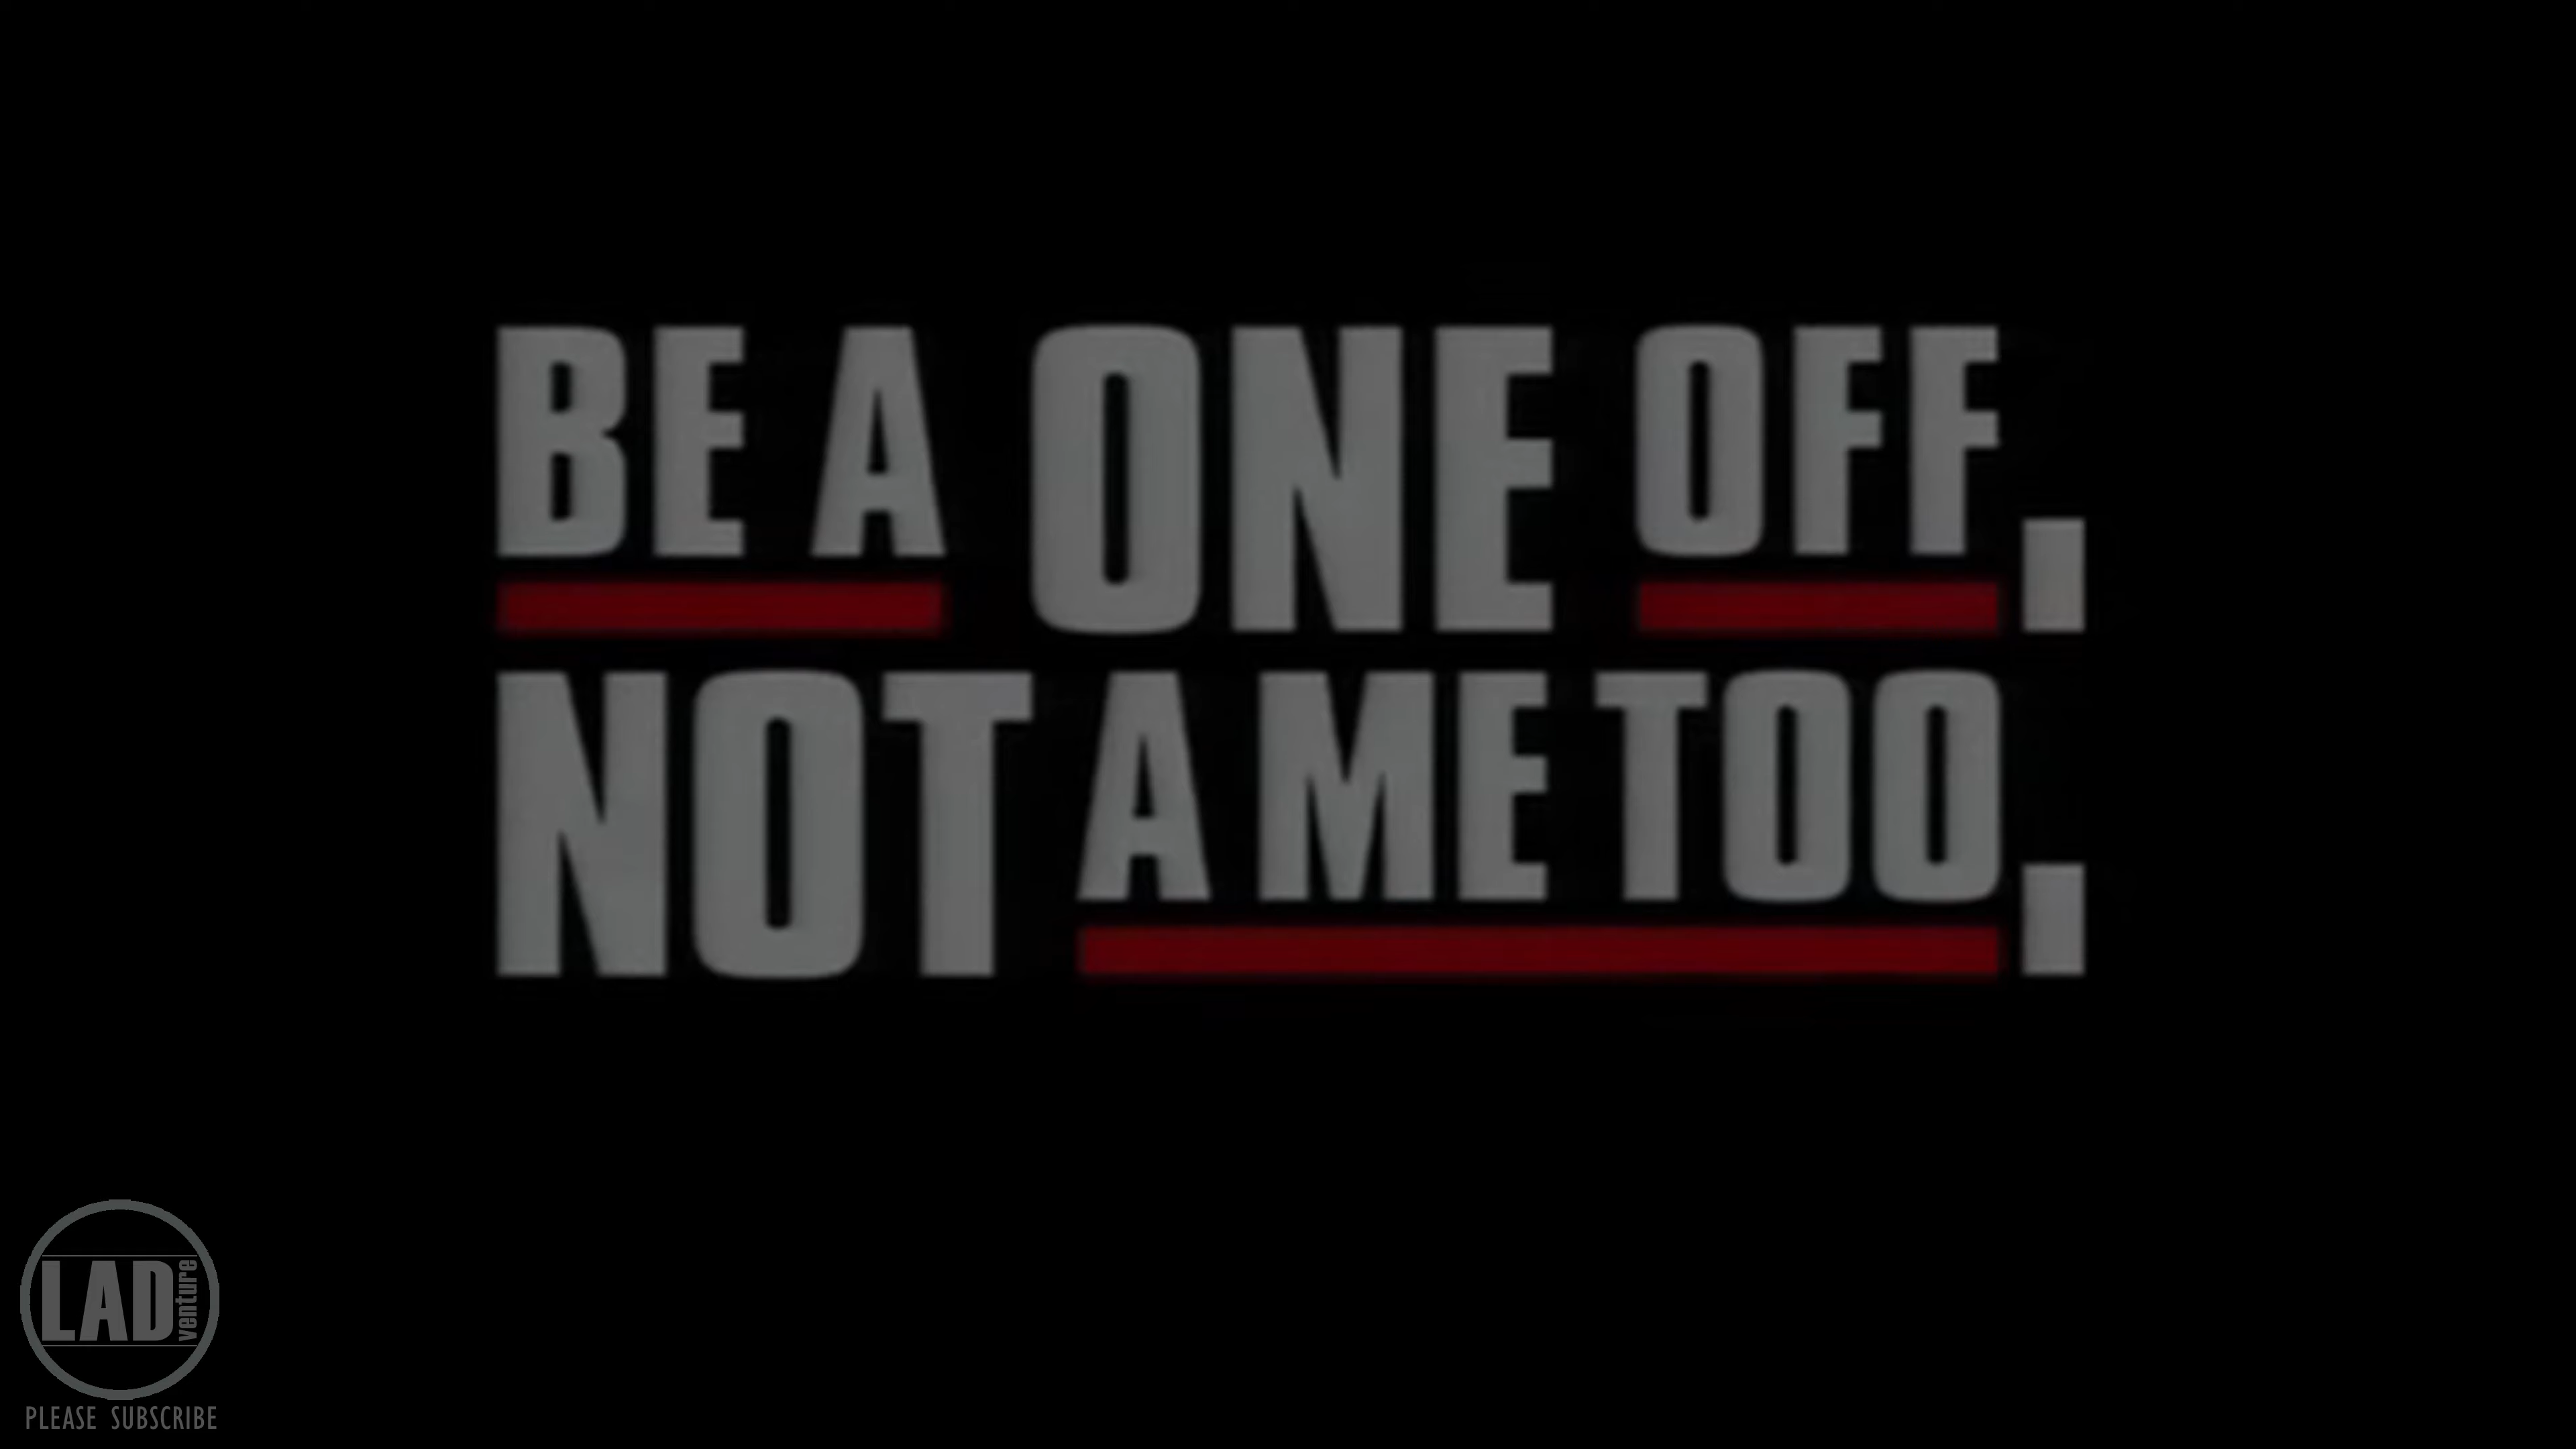 BE A ONE OFF,
NOT A ME TOO,
LAD
venture
PLEASE SUBSCRIBE